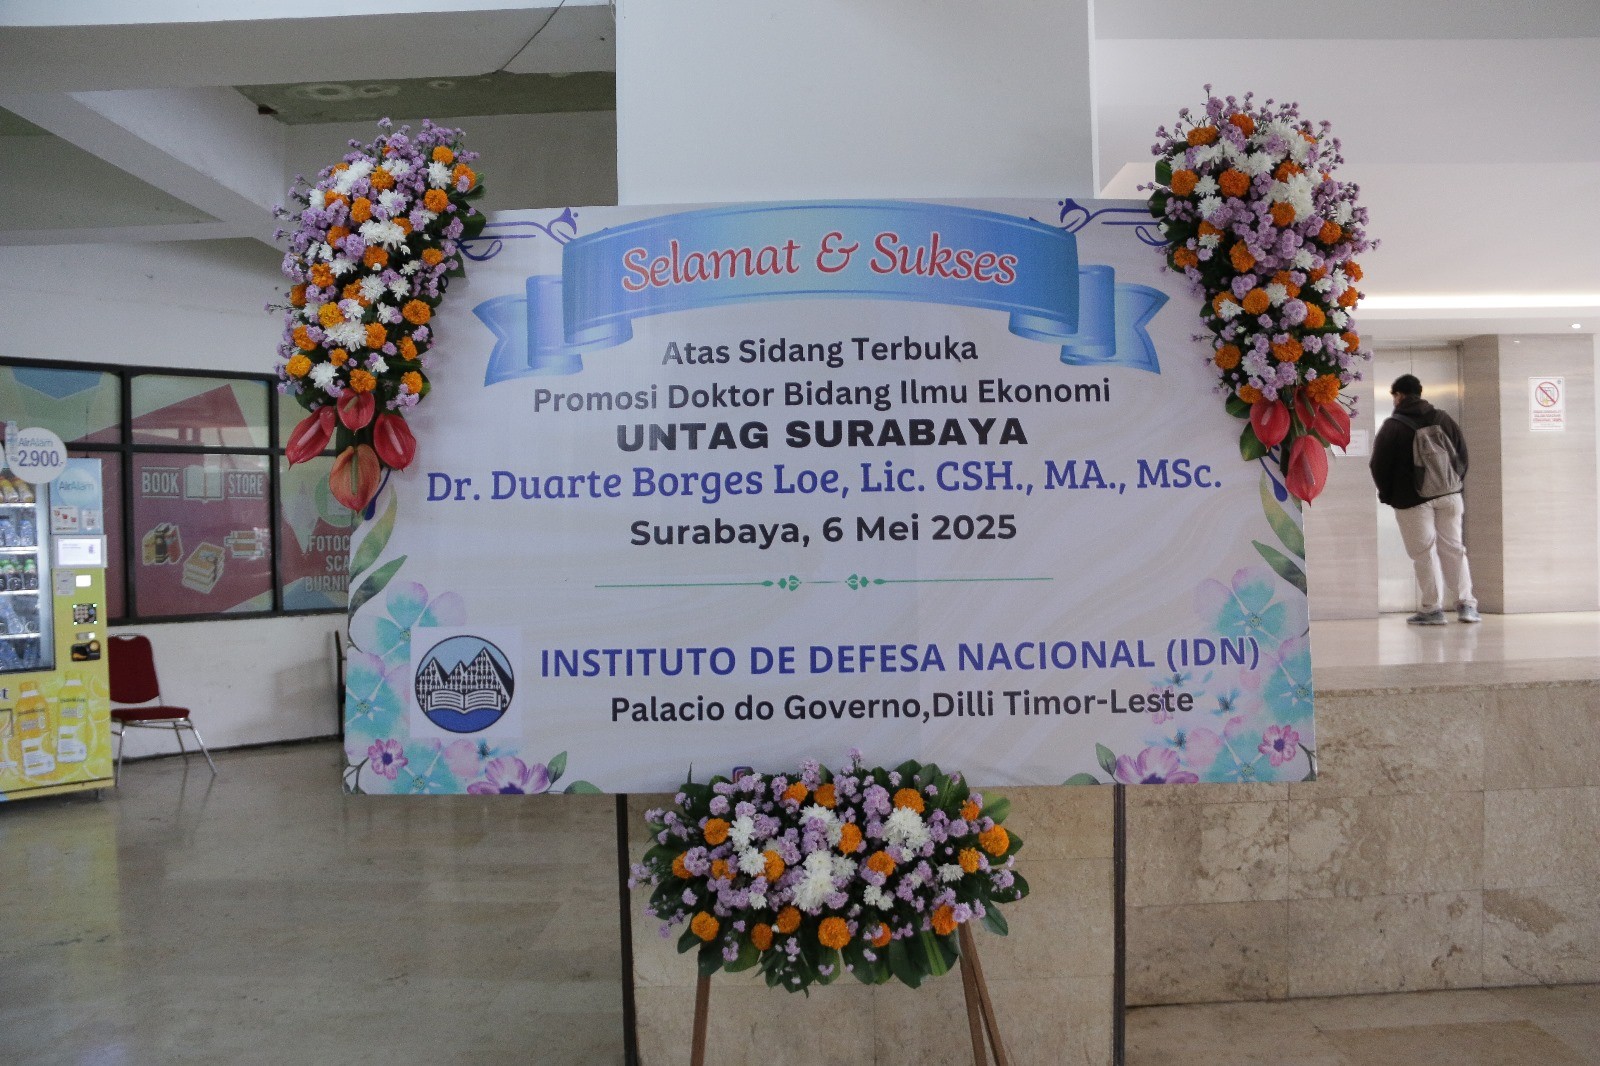 Selamat & Sukses
Atas Sidang Terbuka
Promosi Doktor Bidang Ilmu Ekonomi
UNTAG SURABAYA
Dr. Duarte Borges Loe, Lic. CSH., MA., MSc.
Surabaya, 6 Mei 2025
INSTITUTO DE DEFESA NACIONAL (IDN)
Palacio do Governo,Dilli Timor-Leste
AirAlam
2.900
AirAlam
BOOK STORE